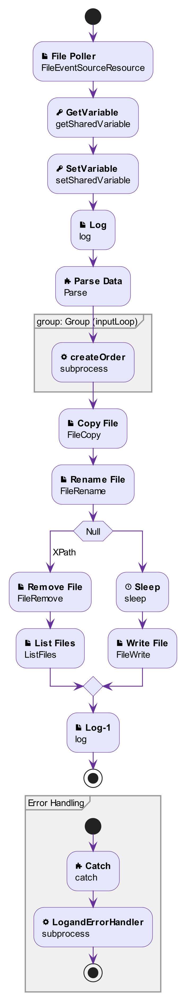 File Poller
FileEventSourceResource
GetVariable
getSharedVariable
SetVariable
setSharedVariable
Log
log
Parse Data
Parse
group: Group (inputLoop)
createOrder
subprocess
Copy File
FileCopy
Rename File
FileRename
Null
XPath
Remove File
FileRemove
Sleep
sleep
List Files
ListFiles
Write File
FileWrite
Log-1
log
Error Handling
Catch
catch
LogandErrorHandler
subprocess